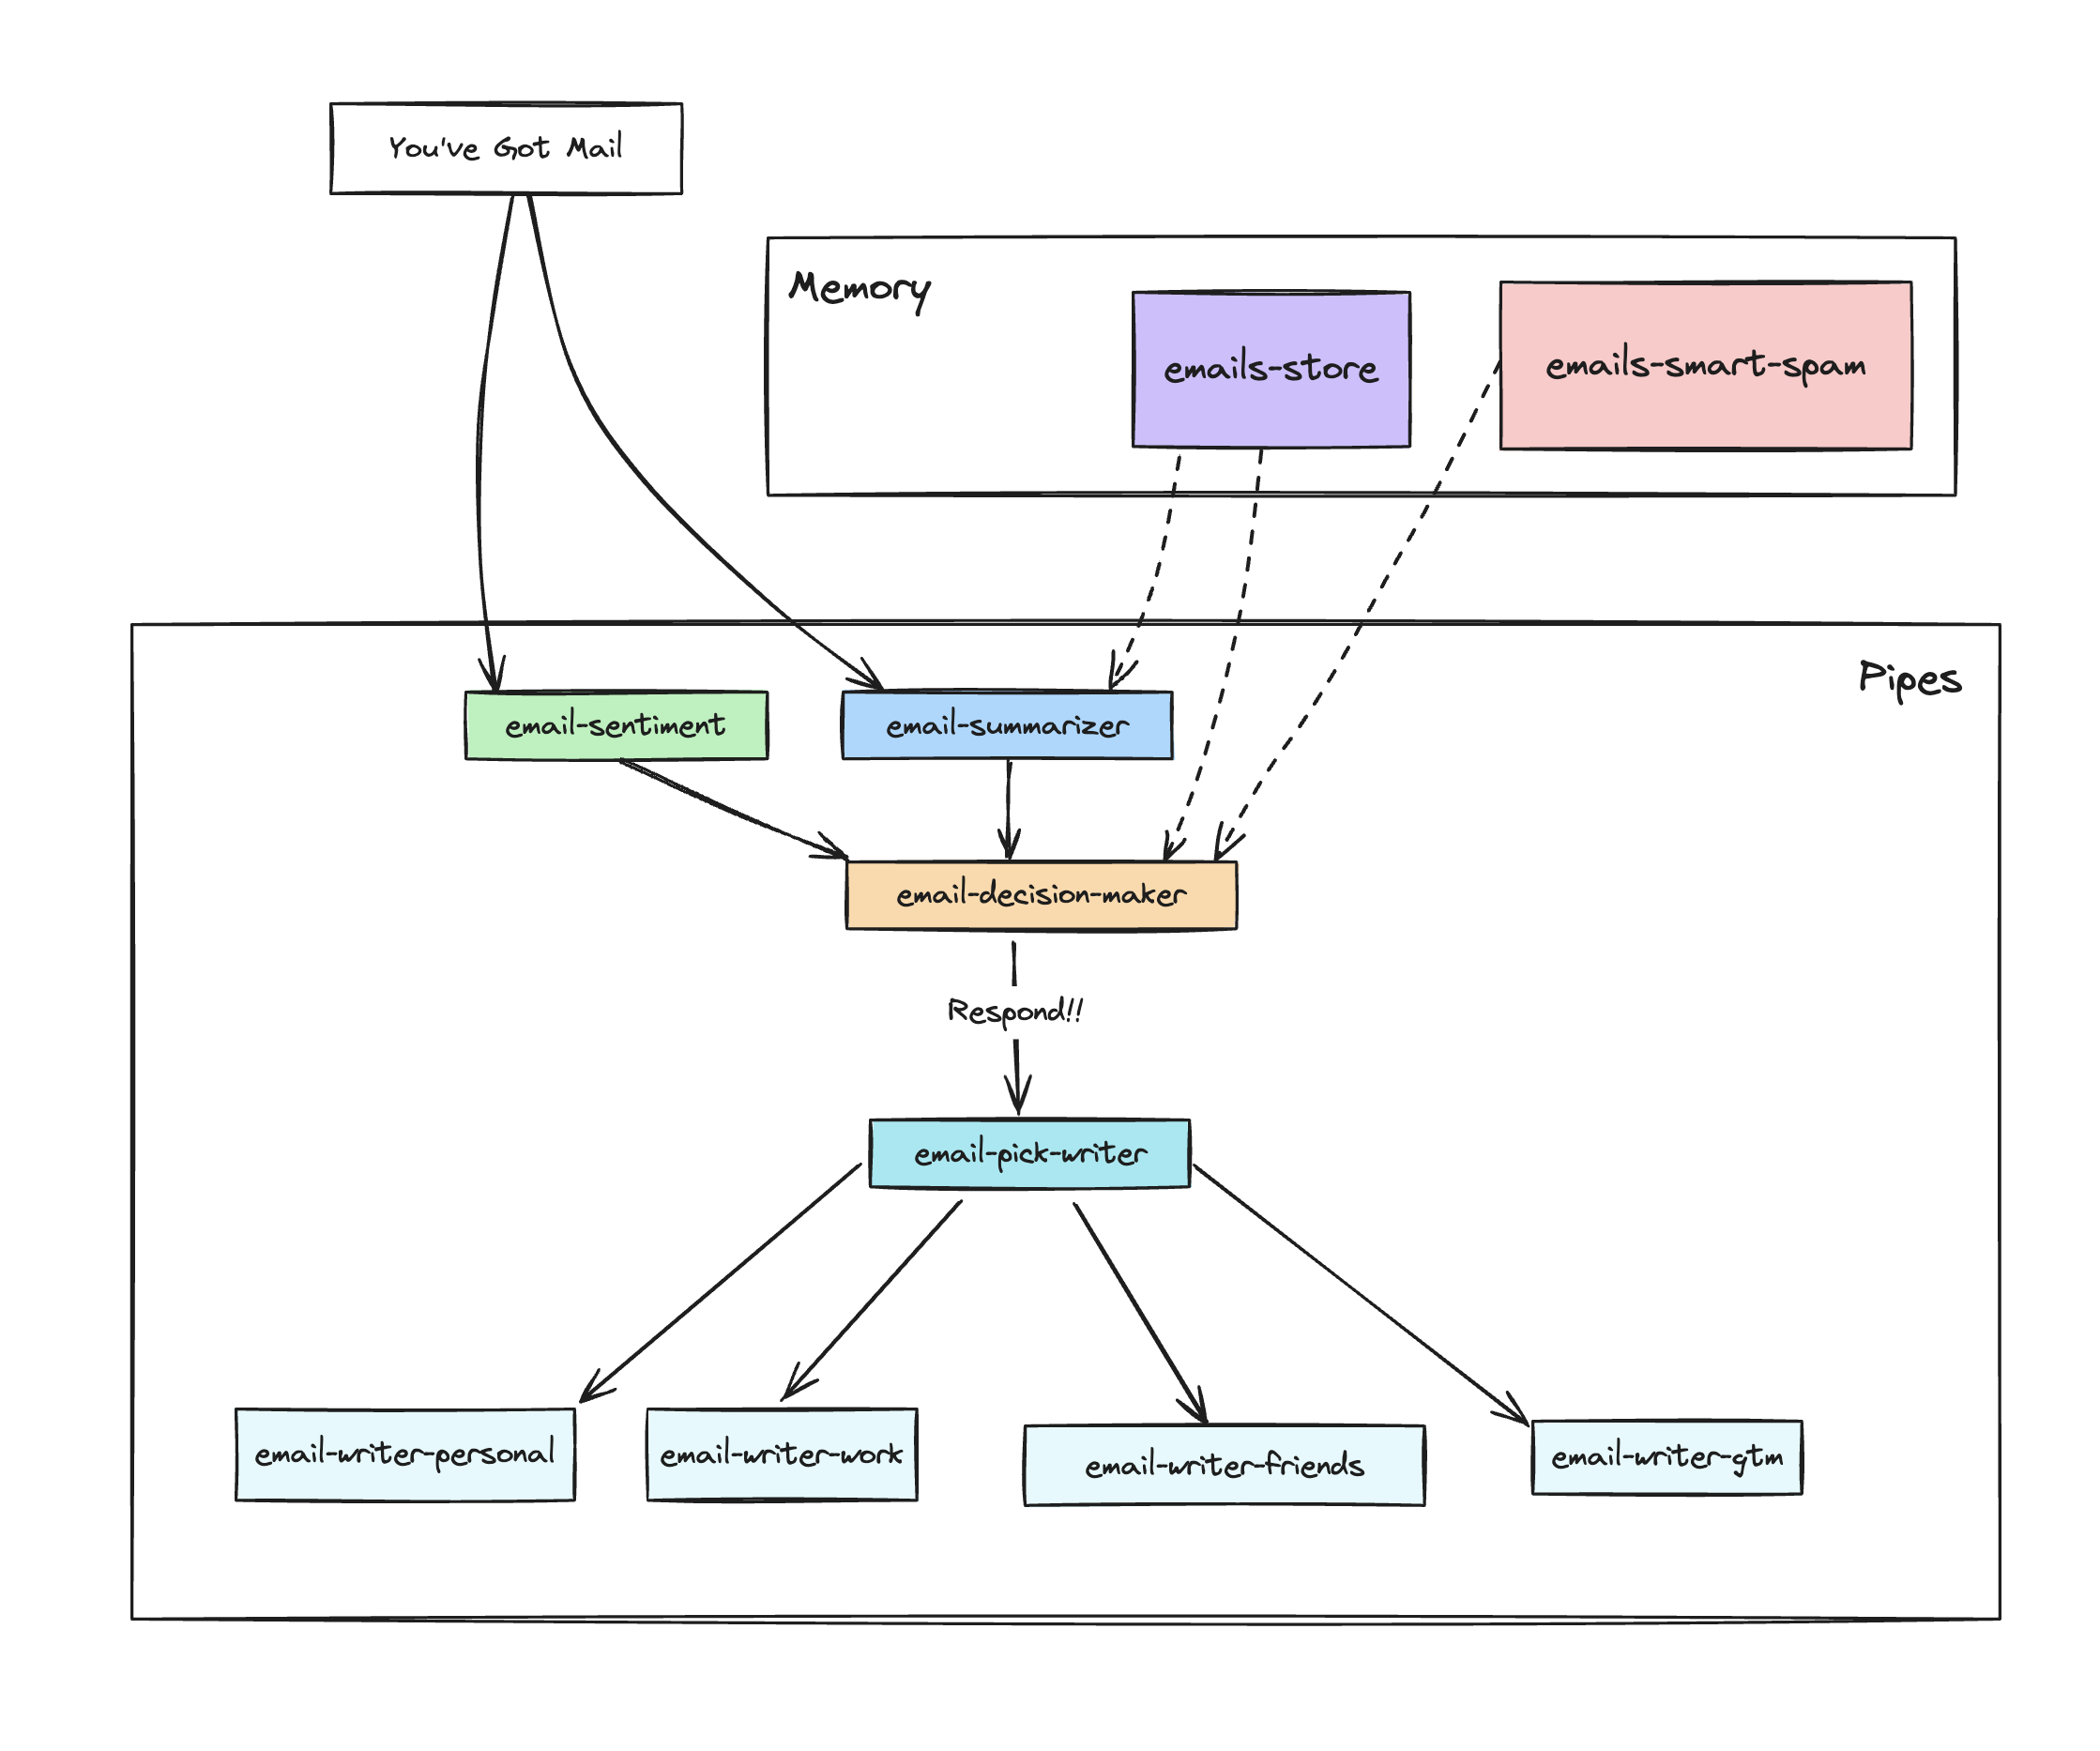 You've Got Mail
Memory
emails-store
emails-smart-spam
Pipes
email-sentiment
email-summarizer
email-decision-maker
Respond!!
email-pick-writer
email-writer-personal
email-writer-work
email-writer-friends
email-writer-gtm